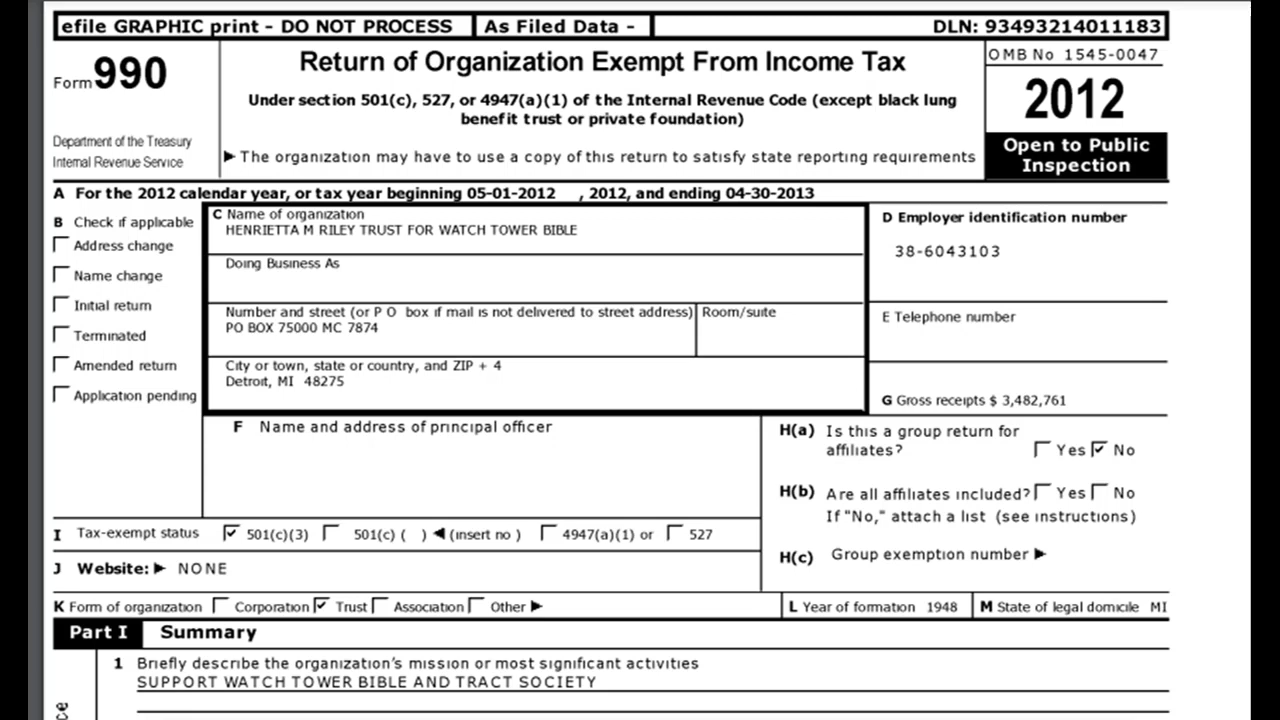 efile GRAPHIC print - DO NOT PROCESS As Filed Data - DLN: 93493214011183
Form 990
Department of the Treasury
Internal Revenue Service
Return of Organization Exempt From Income Tax
Under section 501(c), 527, or 4947(a)(1) of the Internal Revenue Code (except black lung
benefit trust or private foundation)
▶ The organization may have to use a copy of this return to satisfy state reporting requirements
OMB No 1545-0047
2012
Open to Public
Inspection
A For the 2012 calendar year, or tax year beginning 05-01-2012 , 2012, and ending 04-30-2013
B Check if applicable
Address change
Name change
Initial return
Terminated
Amended return
Application pending
C Name of organization
HENRIETTA M RILEY TRUST FOR WATCH TOWER BIBLE
Doing Business As
Number and street (or P O box if mail is not delivered to street address) Room/suite
PO BOX 75000 MC 7874
City or town, state or country, and ZIP + 4
Detroit, MI 48275
D Employer identification number
38-6043103
E Telephone number
G Gross receipts $ 3,482,761
F Name and address of principal officer
H(a) Is this a group return for
affiliates? Yes No
H(b) Are all affiliates included? Yes No
If "No," attach a list (see instructions)
H(c) Group exemption number ▶
I Tax-exempt status 501(c)(3) 501(c) ( ) ◀ (insert no ) 4947(a)(1) or 527
J Website: ▶ NONE
K Form of organization Corporation Trust Association Other ▶
L Year of formation 1948 M State of legal domicile MI
Part I Summary
1 Briefly describe the organization's mission or most significant activities
SUPPORT WATCH TOWER BIBLE AND TRACT SOCIETY